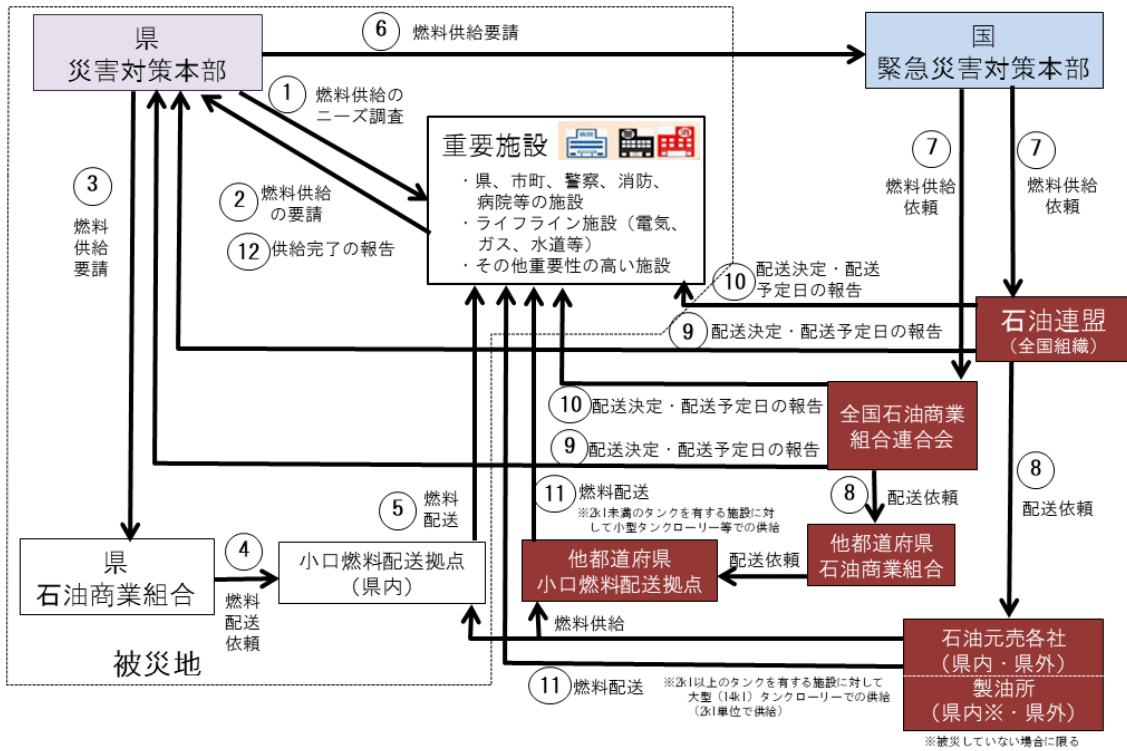 県
災害対策本部
6
燃料供給要請
国
緊急災害対策本部
1
燃料供給の
ニーズ調査
重要施設
・県、市町、警察、消防、
病院等の施設
・ライフライン施設（電気、
ガス、水道等）
・その他重要性の高い施設
2
燃料供給
の要請
12
供給完了の報告
3
燃料
供給
要請
7
燃料供給
依頼
7
燃料供給
依頼
10
配送決定・配送
予定日の報告
9
配送決定・配送予定日の報告
石油連盟
（全国組織）
10
配送決定・配送予定日の報告
9
配送決定・配送予定日の報告
全国石油商業
組合連合会
8
配送依頼
8
配送依頼
5
燃料
配送
11
燃料配送
※2kl未満のタンクを有する施設に対
して小型タンクローリー等での供給
県
石油商業組合
4
燃料
配送
依頼
小口燃料配送拠点
（県内）
他都道府県
小口燃料配送拠点
配送依頼
他都道府県
石油商業組合
燃料供給
被災地
11
燃料配送
※2kl以上のタンクを有する施設に対して
大型（14kl）タンクローリーでの供給
（2kl単位で供給）
石油元売各社
（県内・県外）
製油所
（県内※・県外）
※被災していない場合に限る